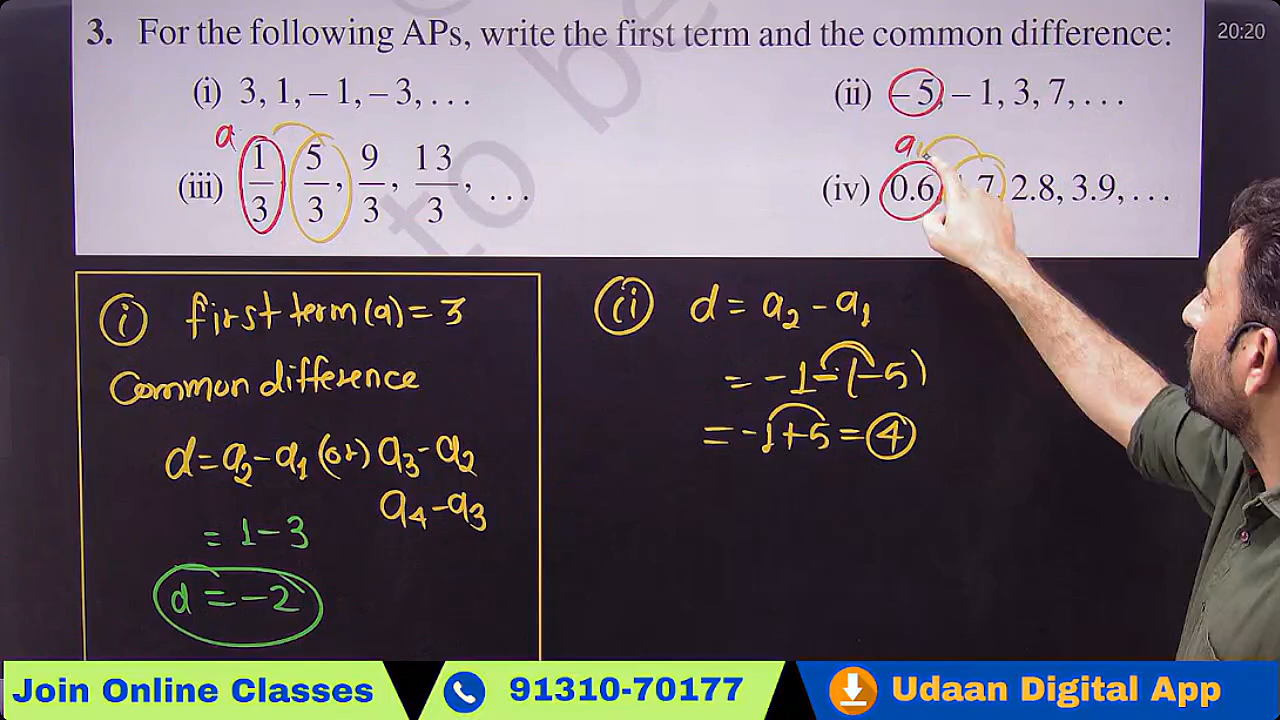 3. For the following APs, write the first term and the common difference:
20:20
(i) 3, 1, – 1, – 3, . . .
(ii) – 5, – 1, 3, 7, . . .
a
(iii) 1/3, 5/3, 9/3, 13/3, . . .
a
(iv) 0.6, 7, 2.8, 3.9, . . .
to be
(i) first term (a) = 3
Common difference
d = a₂ – a₁ (or) a₃ – a₂
a₄ – a₃
= 1 – 3
d = –2
(ii) d = a₂ – a₁
= –1 – (–5)
= –1 + 5 = 4
Join Online Classes
91310-70177
Udaan Digital App